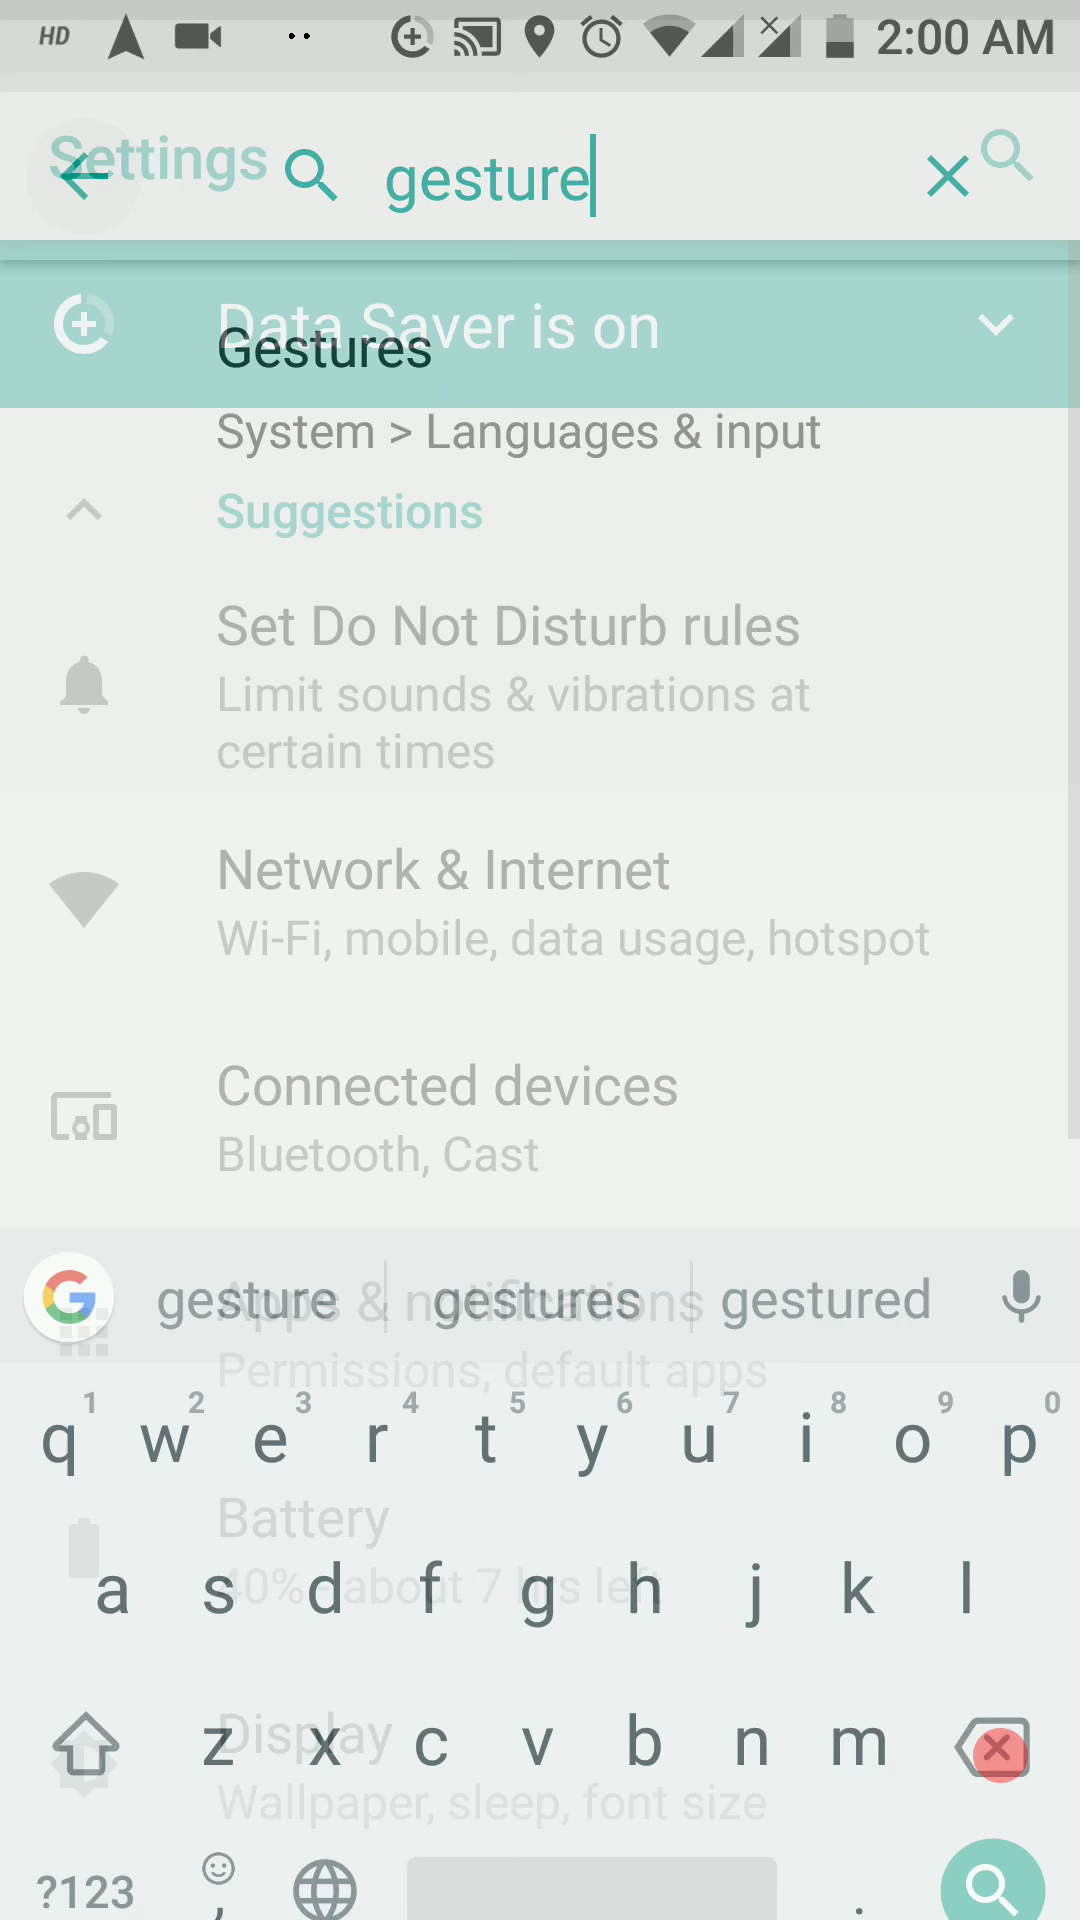 HD 2:00 AM
Settings
gesture
Data Saver is on
Gestures
System > Languages & input
Suggestions
Set Do Not Disturb rules
Limit sounds & vibrations at
certain times
Network & Internet
Wi-Fi, mobile, data usage, hotspot
Connected devices
Bluetooth, Cast
gesture gestures gestured
Apps & notifications
Permissions, default apps
1 2 3 4 5 6 7 8 9 0
q w e r t y u i o p
Battery
40% - about 7 hrs left
a s d f g h j k l
Display
z x c v b n m
Wallpaper, sleep, font size
?123 , .